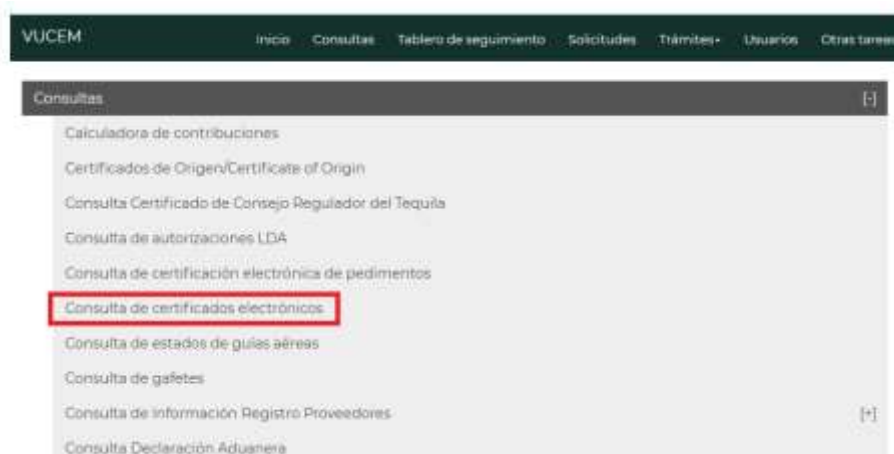 VUCEM Inicio Consultas Tablero de seguimiento Solicitudes Trámites Usuarios Otras tareas
Consultas [-]
Calculadora de contribuciones
Certificados de Origen/Certificate of Origin
Consulta Certificado de Consejo Regulador del Tequila
Consulta de autorizaciones LDA
Consulta de certificación electrónica de pedimentos
Consulta de certificados electrónicos
Consulta de estados de guías aéreas
Consulta de gafetes
Consulta de Información Registro Proveedores [+]
Consulta Declaración Aduanera